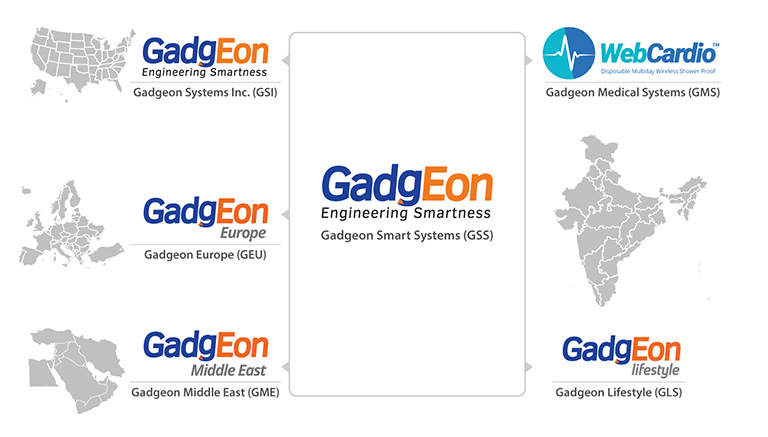 GadgEon
Engineering Smartness
Gadgeon Systems Inc. (GSI)
GadgEon
Europe
Gadgeon Europe (GEU)
GadgEon
Middle East
Gadgeon Middle East (GME)
GadgEon
Engineering Smartness
Gadgeon Smart Systems (GSS)
WebCardio™
Disposable Multiday Wireless Shower Proof
Gadgeon Medical Systems (GMS)
GadgEon
lifestyle
Gadgeon Lifestyle (GLS)